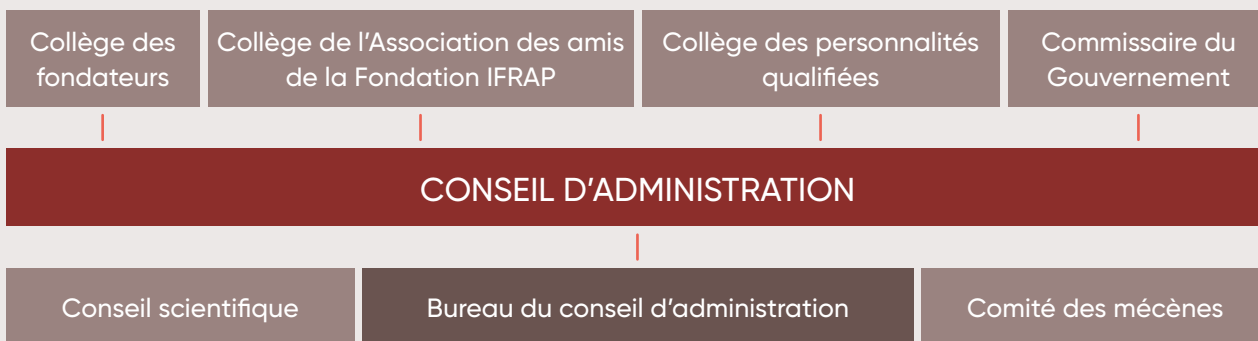 Collège des
fondateurs
Collège de l'Association des amis
de la Fondation IFRAP
Collège des personnalités
qualifiées
Commissaire du
Gouvernement
CONSEIL D'ADMINISTRATION
Conseil scientifique
Bureau du conseil d'administration
Comité des mécènes